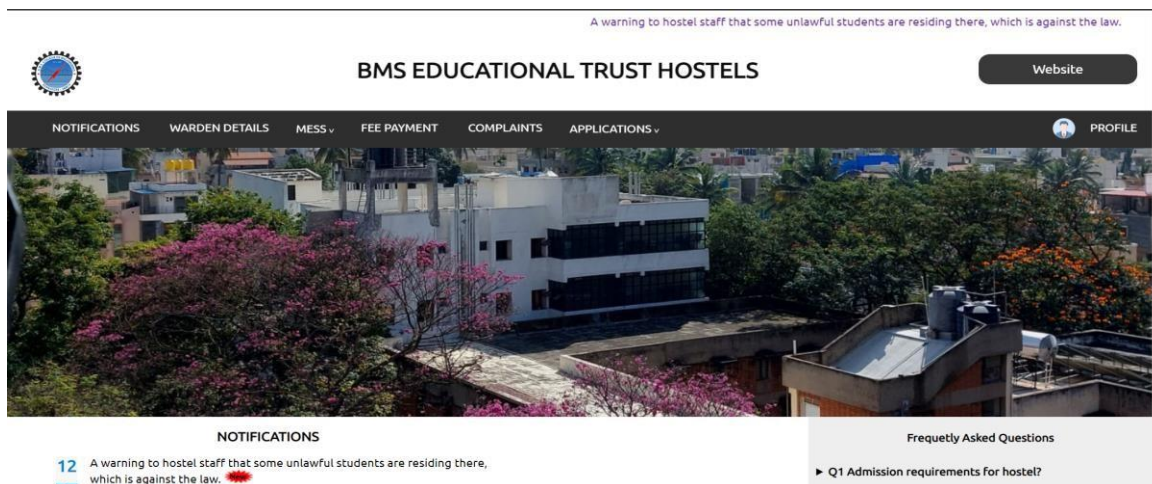 A warning to hostel staff that some unlawful students are residing there, which is against the law.
BMS EDUCATIONAL TRUST HOSTELS
Website
NOTIFICATIONS WARDEN DETAILS MESS v FEE PAYMENT COMPLAINTS APPLICATIONS v PROFILE
NOTIFICATIONS
12 A warning to hostel staff that some unlawful students are residing there,
which is against the law. New
Frequetly Asked Questions
► Q1 Admission requirements for hostel?